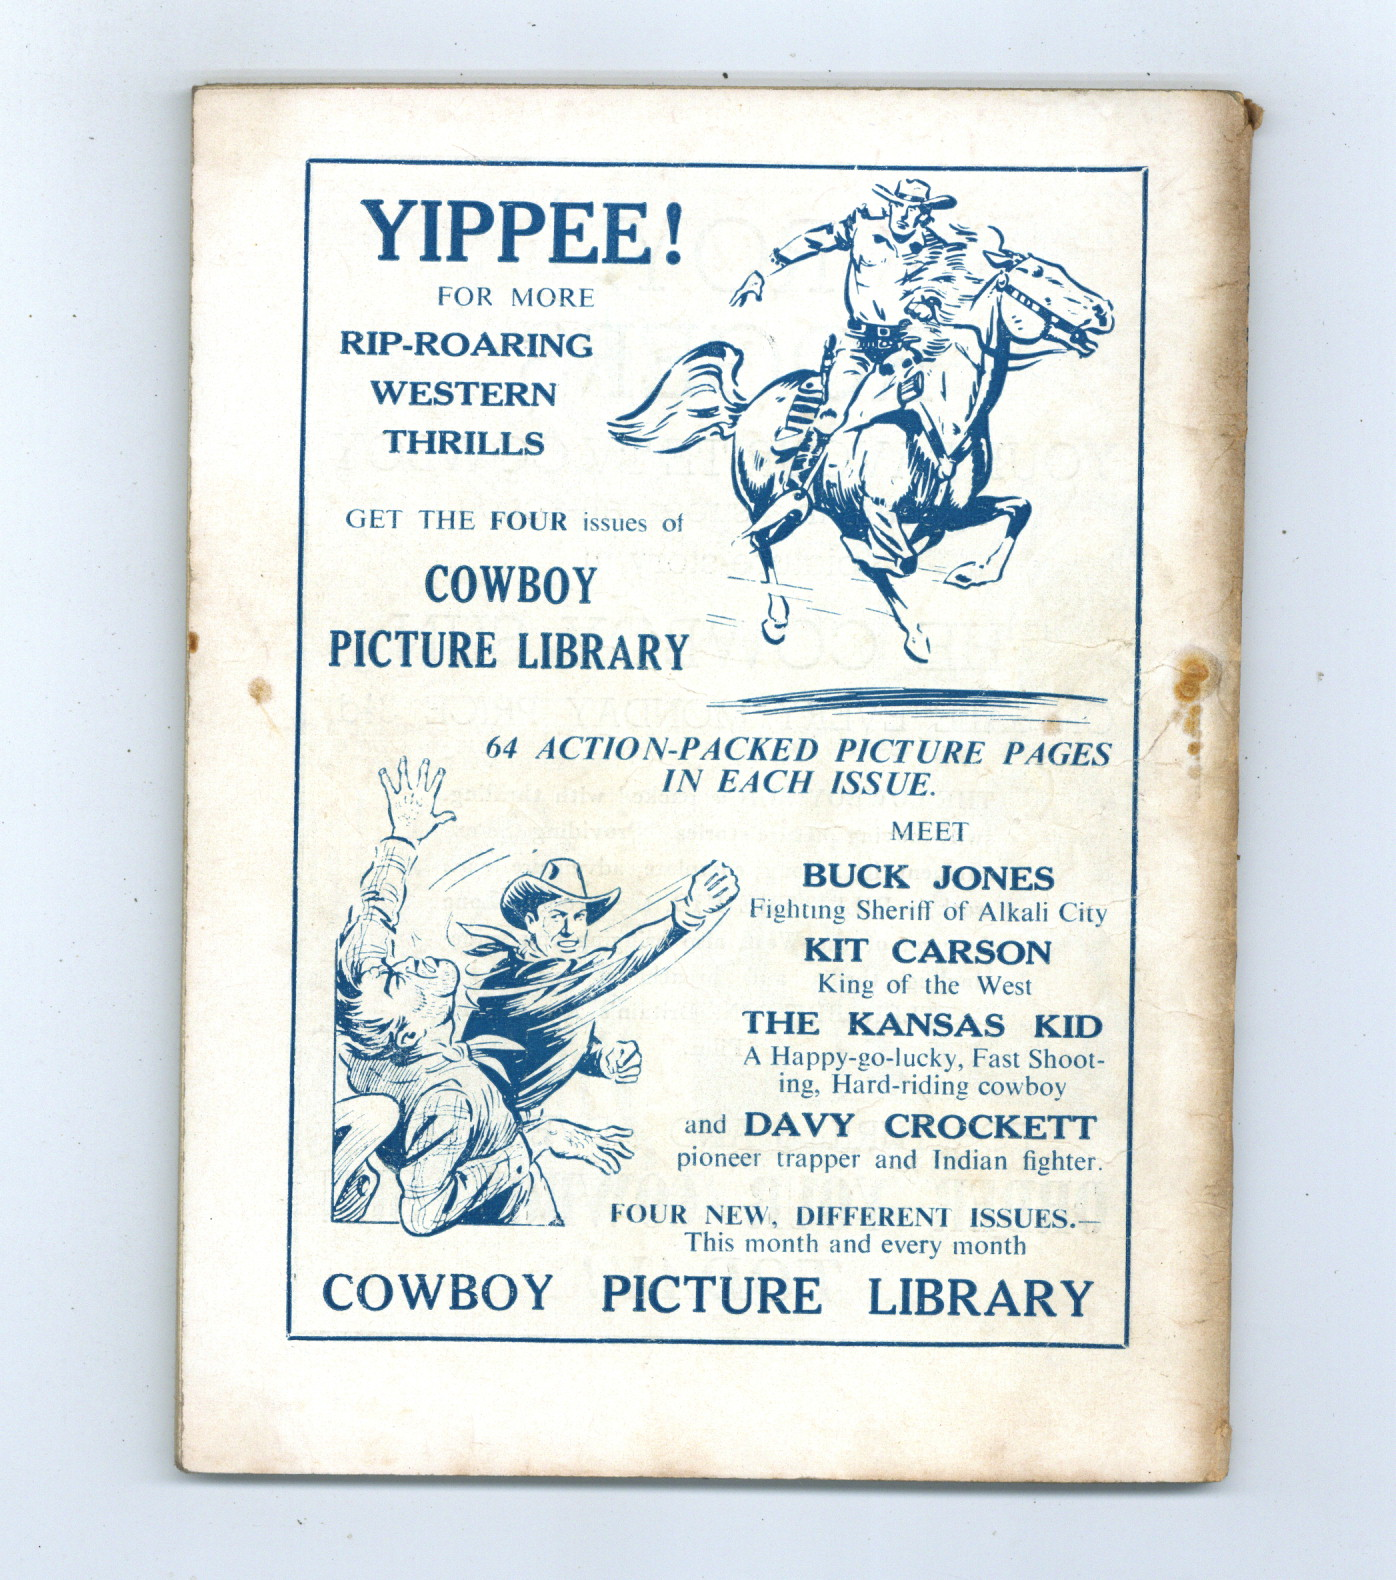 YIPPEE!
FOR MORE
RIP-ROARING
WESTERN
THRILLS
GET THE FOUR issues of
COWBOY
PICTURE LIBRARY
64 ACTION-PACKED PICTURE PAGES
IN EACH ISSUE.
MEET
BUCK JONES
Fighting Sheriff of Alkali City
KIT CARSON
King of the West
THE KANSAS KID
A Happy-go-lucky, Fast Shoot-
ing, Hard-riding cowboy
and DAVY CROCKETT
pioneer trapper and Indian fighter.
FOUR NEW, DIFFERENT ISSUES.—
This month and every month
COWBOY PICTURE LIBRARY